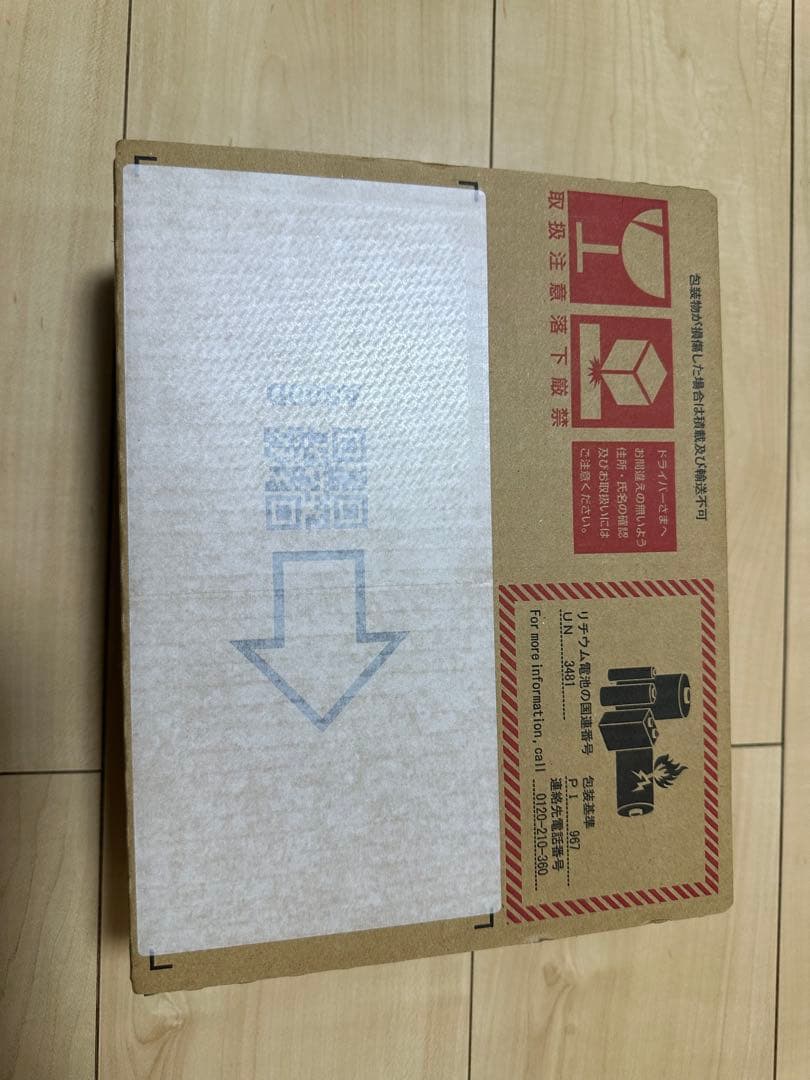 包装物が損傷した場合は積載及び輸送不可
取扱注意
落下厳禁
ドライバーさまへ
お間違えの無いよう
住所・氏名の確認
及びお取扱いには
ご注意ください。
リチウム電池の国連番号
UN 3481
包装基準
PI 967
連絡先電話番号
For more information, call 0120-210-360